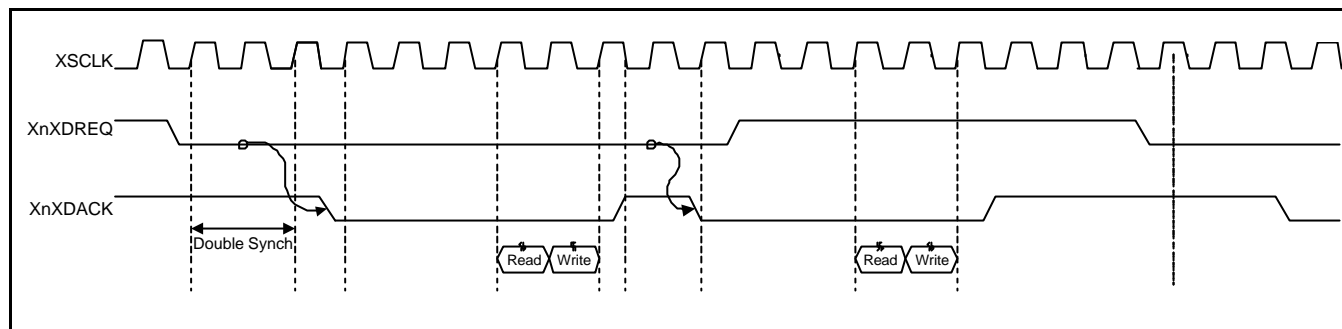 XSCLK
XnXDREQ
XnXDACK
Double Synch
Read Write Read Write